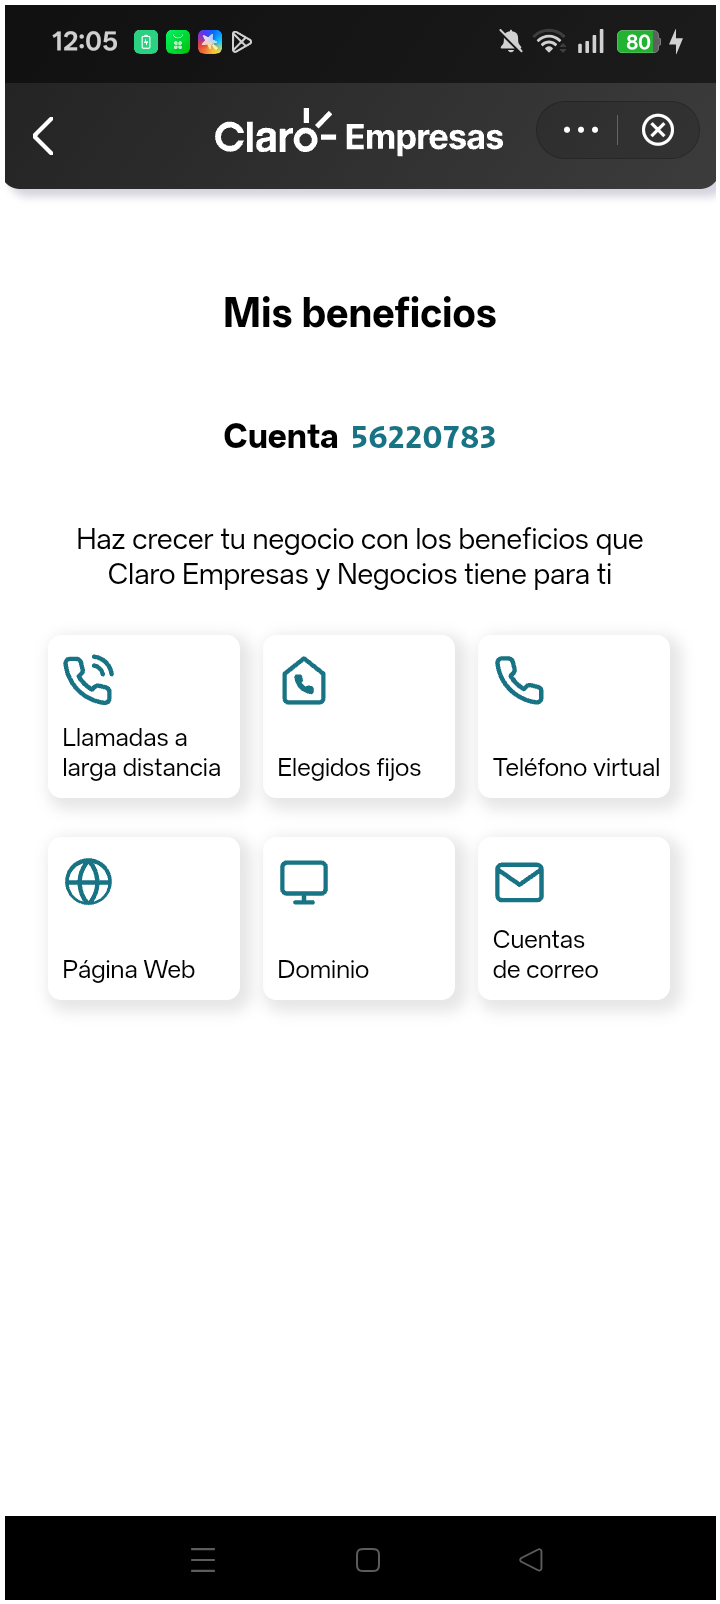 12:05
80
Claro Empresas
Mis beneficios
Cuenta 56220783
Haz crecer tu negocio con los beneficios que
Claro Empresas y Negocios tiene para ti
Llamadas a
larga distancia
Elegidos fijos
Teléfono virtual
Página Web
Dominio
Cuentas
de correo